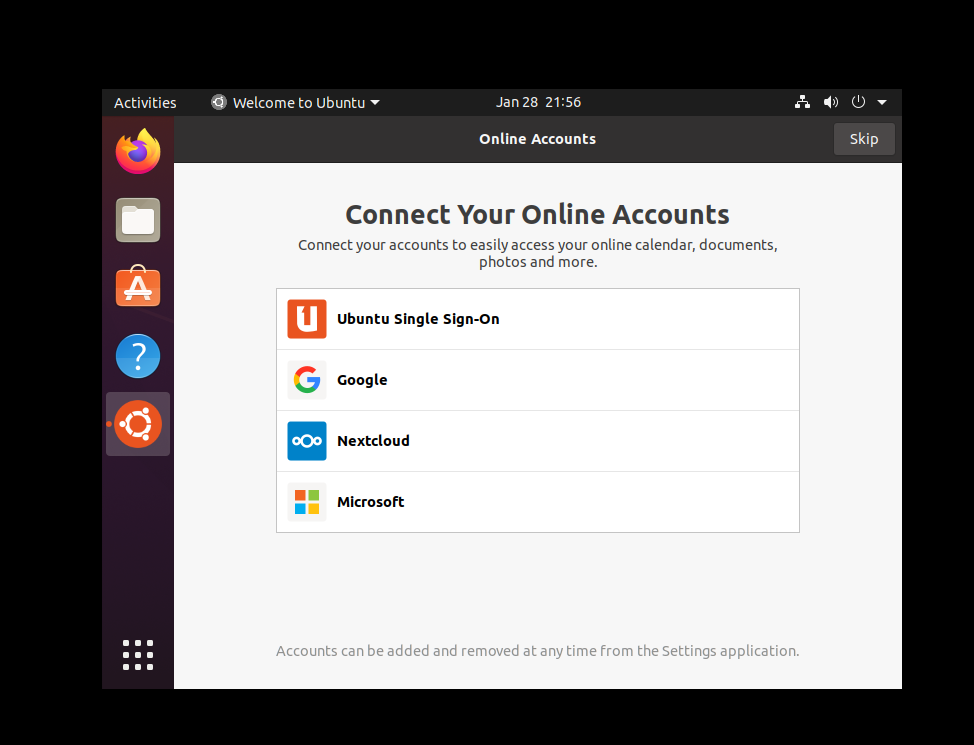 Activities
Welcome to Ubuntu
Jan 28 21:56
Online Accounts
Skip
Connect Your Online Accounts
Connect your accounts to easily access your online calendar, documents,
photos and more.
Ubuntu Single Sign-On
Google
Nextcloud
Microsoft
Accounts can be added and removed at any time from the Settings application.